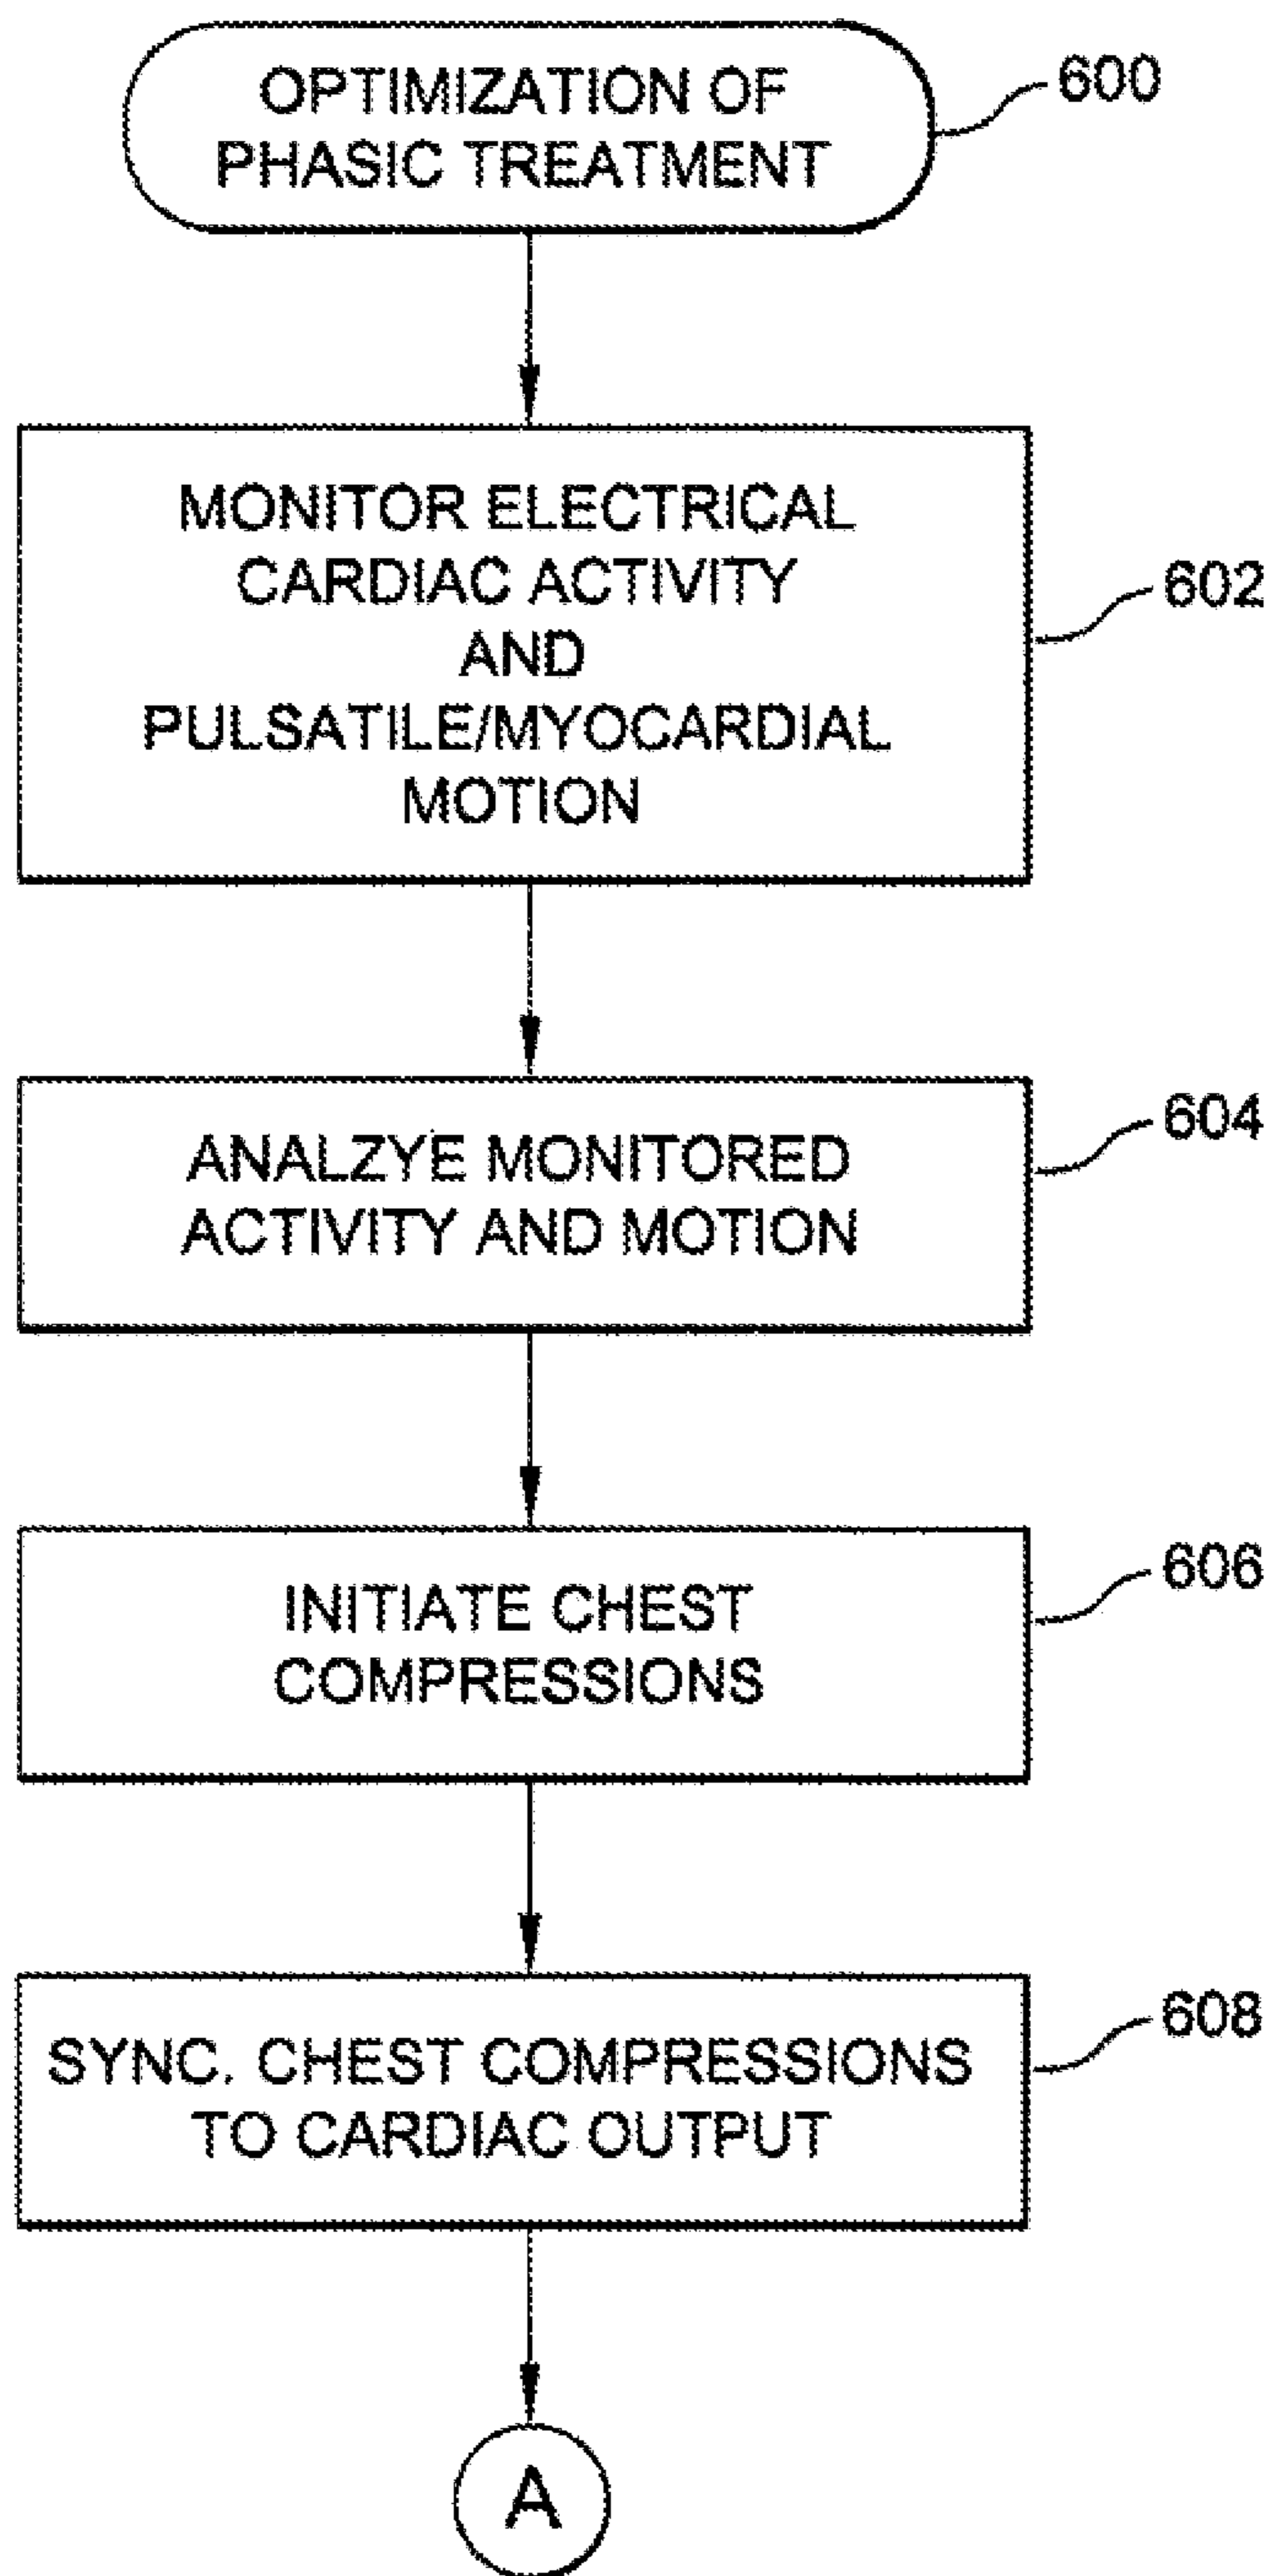 OPTIMIZATION OF
PHASIC TREATMENT
600
MONITOR ELECTRICAL
CARDIAC ACTIVITY
AND
PULSATILE/MYOCARDIAL
MOTION
602
ANALZYE MONITORED
ACTIVITY AND MOTION
604
INITIATE CHEST
COMPRESSIONS
606
SYNC. CHEST COMPRESSIONS
TO CARDIAC OUTPUT
608
A